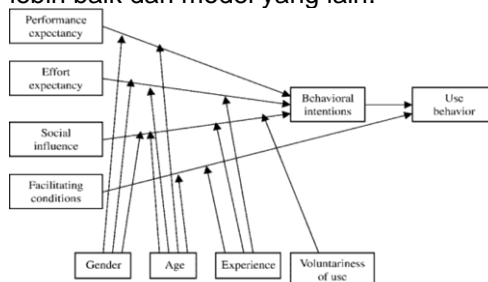 lebih baik dari model yang lain.
Performance
expectancy
Effort
expectancy
Social
influence
Facilitating
conditions
Behavioral
intentions
Use
behavior
Gender
Age
Experience
Voluntariness
of use